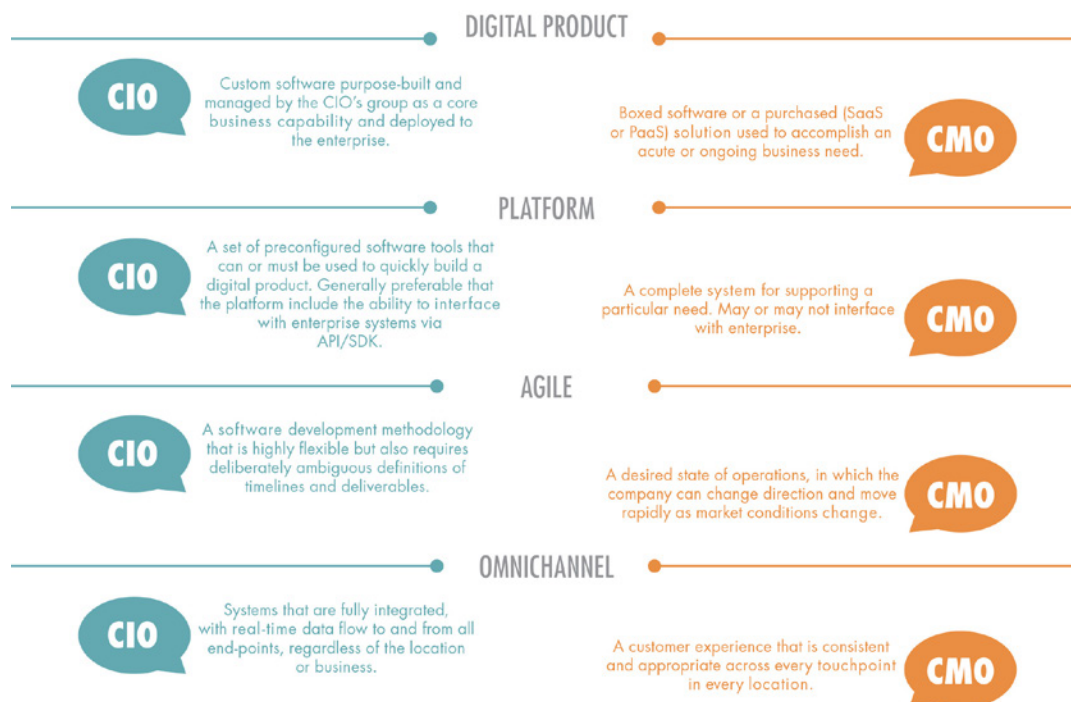 DIGITAL PRODUCT
CIO
Custom software purpose-built and
managed by the CIO's group as a core
business capability and deployed to
the enterprise.
Boxed software or a purchased (SaaS
or PaaS) solution used to accomplish an
acute or ongoing business need.
CMO
PLATFORM
CIO
A set of preconfigured software tools that
can or must be used to quickly build a
digital product. Generally preferable that
the platform include the ability to interface
with enterprise systems via
API/SDK.
A complete system for supporting a
particular need. May or may not interface
with enterprise.
CMO
AGILE
CIO
A software development methodology
that is highly flexible but also requires
deliberately ambiguous definitions of
timelines and deliverables.
A desired state of operations, in which the
company can change direction and move
rapidly as market conditions change.
CMO
OMNICHANNEL
CIO
Systems that are fully integrated,
with real-time data flow to and from all
end-points, regardless of the location
or business.
A customer experience that is consistent
and appropriate across every touchpoint
in every location.
CMO